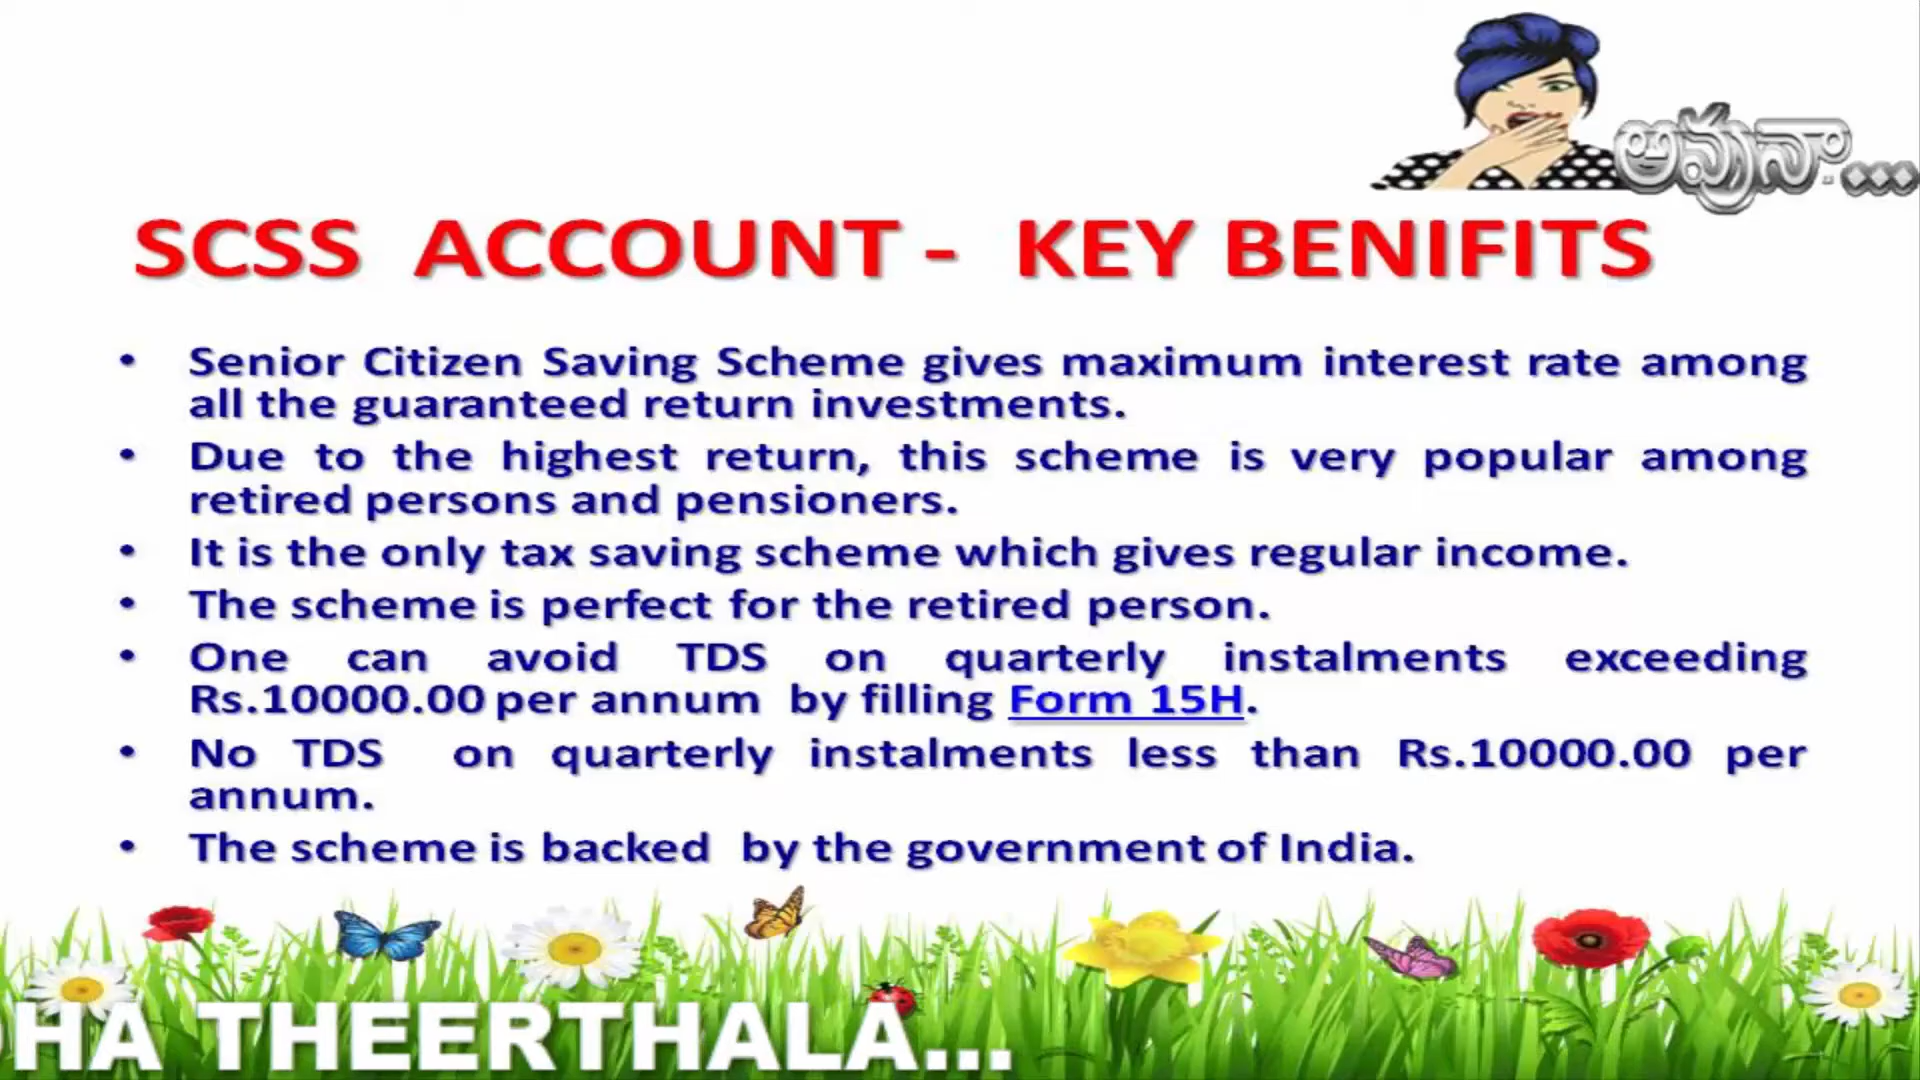 అవునా...
SCSS ACCOUNT - KEY BENIFITS
• Senior Citizen Saving Scheme gives maximum interest rate among
all the guaranteed return investments.
• Due to the highest return, this scheme is very popular among
retired persons and pensioners.
• It is the only tax saving scheme which gives regular income.
• The scheme is perfect for the retired person.
• One can avoid TDS on quarterly instalments exceeding
Rs.10000.00 per annum by filling Form 15H.
• No TDS on quarterly instalments less than Rs.10000.00 per
annum.
• The scheme is backed by the government of India.
HA THEERTHALA...